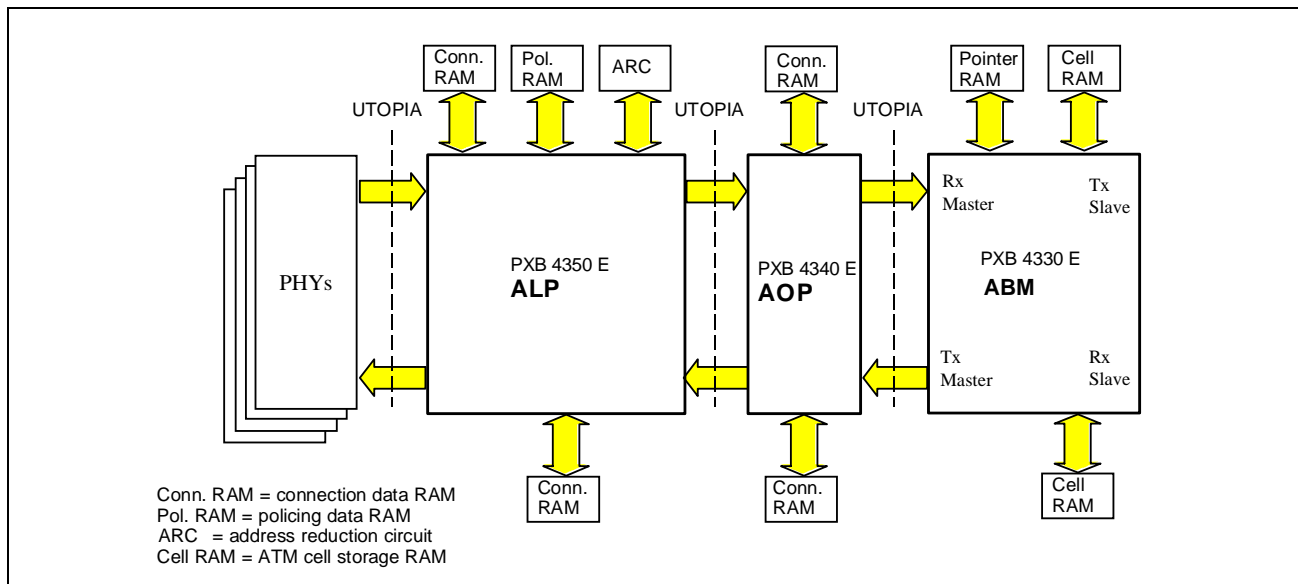 Conn.
RAM
Pol.
RAM
ARC
Conn.
RAM
Pointer
RAM
Cell
RAM
UTOPIA
UTOPIA
UTOPIA
Rx
Master
Tx
Slave
PHYs
PXB 4350 E
ALP
PXB 4340 E
AOP
PXB 4330 E
ABM
Tx
Master
Rx
Slave
Conn.
RAM
Conn.
RAM
Cell
RAM
Conn. RAM = connection data RAM
Pol. RAM = policing data RAM
ARC = address reduction circuit
Cell RAM = ATM cell storage RAM